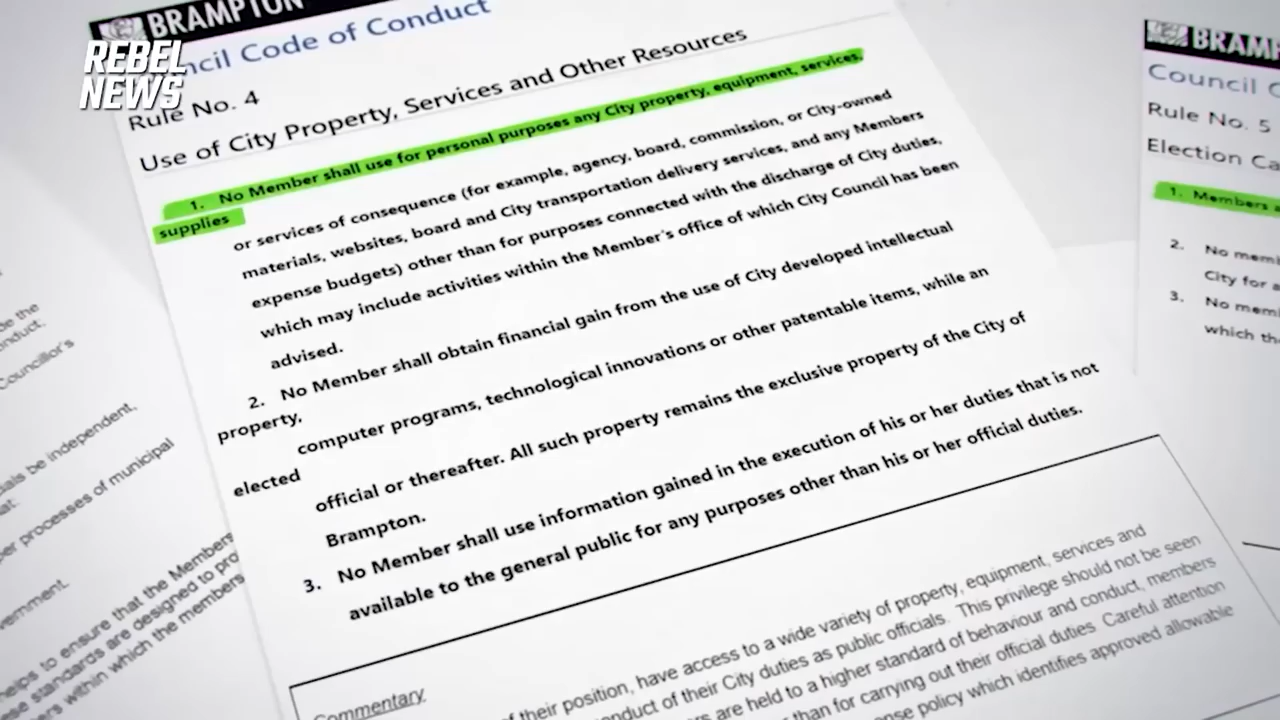 BRAMPTON
REBEL
NEWS
ncil Code of Conduct
Rule No. 4
Use of City Property, Services and Other Resources
1. No Member shall use for personal purposes any City property, equipment, services,
supplies
or services of consequence (for example, agency, board, commission, or City-owned
materials, websites, board and City transportation delivery services, and any Members
expense budgets) other than for purposes connected with the discharge of City duties,
which may include activities within the Member's office of which City Council has been
advised.
2. No Member shall obtain financial gain from the use of City developed intellectual
property,
computer programs, technological innovations or other patentable items, while an
elected
official or thereafter. All such property remains the exclusive property of the City of
Brampton.
3. No Member shall use information gained in the execution of his or her duties that is not
available to the general public for any purposes other than his or her official duties.
Commentary
of their position, have access to a wide variety of property, equipment, services and
conduct of their City duties as public officials. This privilege should not be seen
are held to a higher standard of behaviour and conduct, members
than for carrying out their official duties. Careful attention
policy which identifies approved allowable
BRAMP
Council C
Rule No. 5
Election Ca
1. Members
2. No mem
City for a
3. No mem
which th
de the
nduct.
Councillor's
be independent,
er processes of municipal
vernment.
helps to ensure that the Members
se standards are designed to pro
within which the members